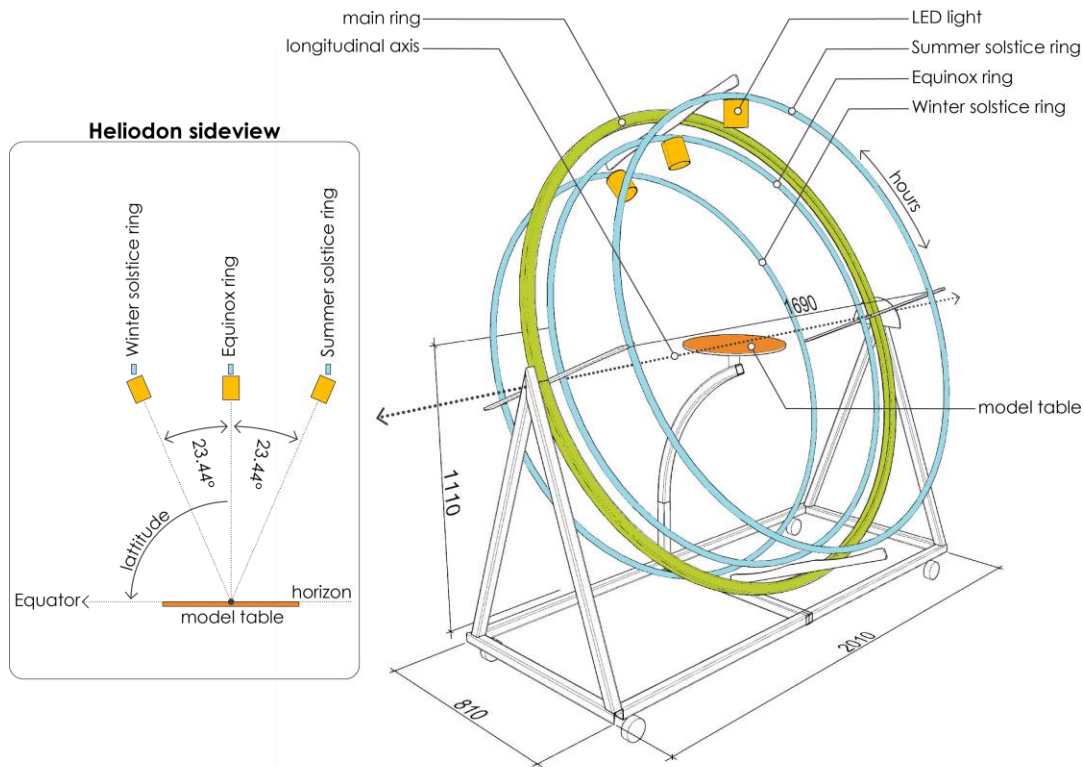 main ring
longitudinal axis
LED light
Summer solstice ring
Equinox ring
Winter solstice ring
Heliodon sideview
Winter solstice ring
Equinox ring
Summer solstice ring
23.44º
23.44º
lattitude
Equator
horizon
model table
hours
1690
model table
1110
810
2010